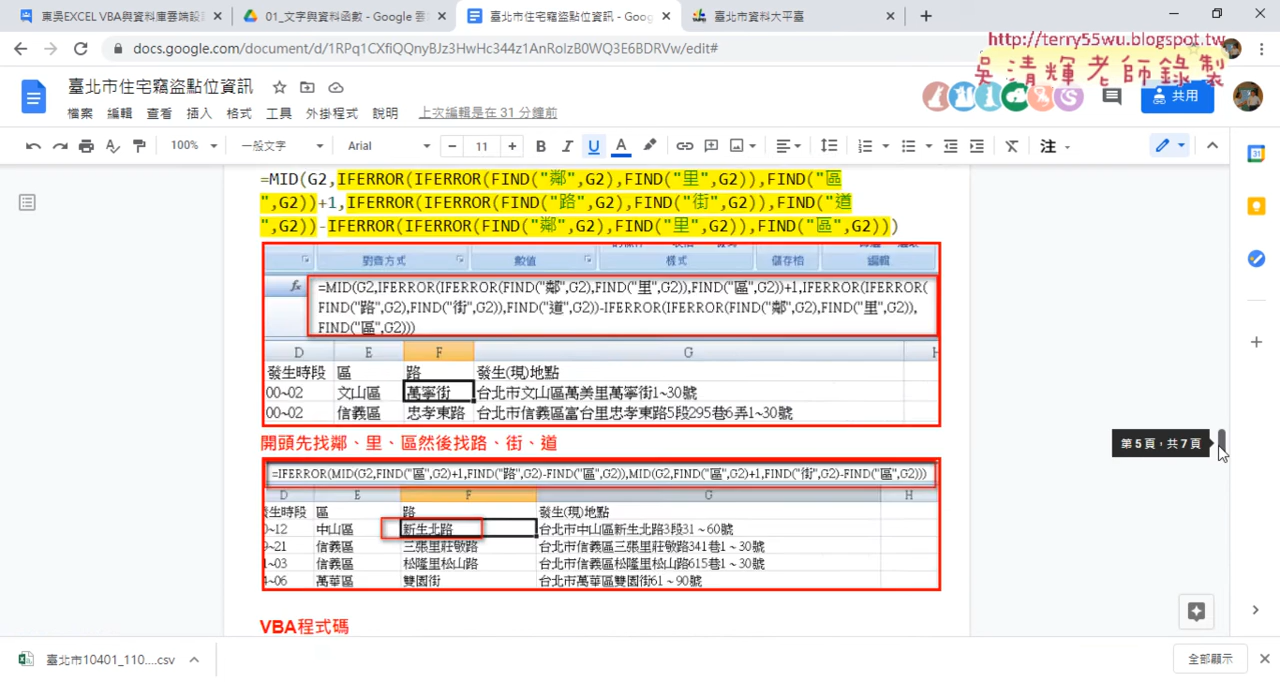 東吳EXCEL VBA與資料庫雲端設
01_文字與資料函數 - Google 雲
臺北市住宅竊盜點位資訊 - Goog
臺北市資料大平臺
docs.google.com/document/d/1RPq1CXfiQQnyBJz3HwHc344z1AnRolzB0WQ3E6BDRVw/edit#
http://terry55wu.blogspot.tw
吳清輝老師錄製
臺北市住宅竊盜點位資訊
檔案 編輯 查看 插入 格式 工具 外掛程式 說明 上次編輯是在 31 分鐘前
共用
100% 一般文字 Arial 11 B I U A 注
=MID(G2,IFERROR(IFERROR(FIND("鄰",G2),FIND("里",G2)),FIND("區
",G2))+1,IFERROR(IFERROR(FIND("路",G2),FIND("街",G2)),FIND("道
",G2))-IFERROR(IFERROR(FIND("鄰",G2),FIND("里",G2)),FIND("區",G2)))
對齊方式 數值 樣式 儲存格 編輯
fx =MID(G2,IFERROR(IFERROR(FIND("鄰",G2),FIND("里",G2)),FIND("區",G2))+1,IFERROR(IFERROR(
FIND("路",G2),FIND("街",G2)),FIND("道",G2))-IFERROR(IFERROR(FIND("鄰",G2),FIND("里",G2)),
FIND("區",G2)))
D E F G H
發生時段 區 路 發生(現)地點
00~02 文山區 萬寧街 台北市文山區萬美里萬寧街1~30號
00~02 信義區 忠孝東路 台北市信義區富台里忠孝東路5段295巷6弄1~30號
開頭先找鄰、里、區然後找路、街、道
=IFERROR(MID(G2,FIND("區",G2)+1,FIND("路",G2)-FIND("區",G2)),MID(G2,FIND("區",G2)+1,FIND("街",G2)-FIND("區",G2)))
D E F G H
發生時段 區 路 發生(現)地點
0~12 中山區 新生北路 台北市中山區新生北路3段31~60號
9~21 信義區 三張里莊敬路 台北市信義區三張里莊敬路341巷1~30號
1~03 信義區 松隆里松山路 台北市信義區松隆里松山路615巷1~30號
4~06 萬華區 雙園街 台北市萬華區雙園街61~90號
第 5 頁，共 7 頁
VBA程式碼
臺北市10401_110....csv
全部顯示